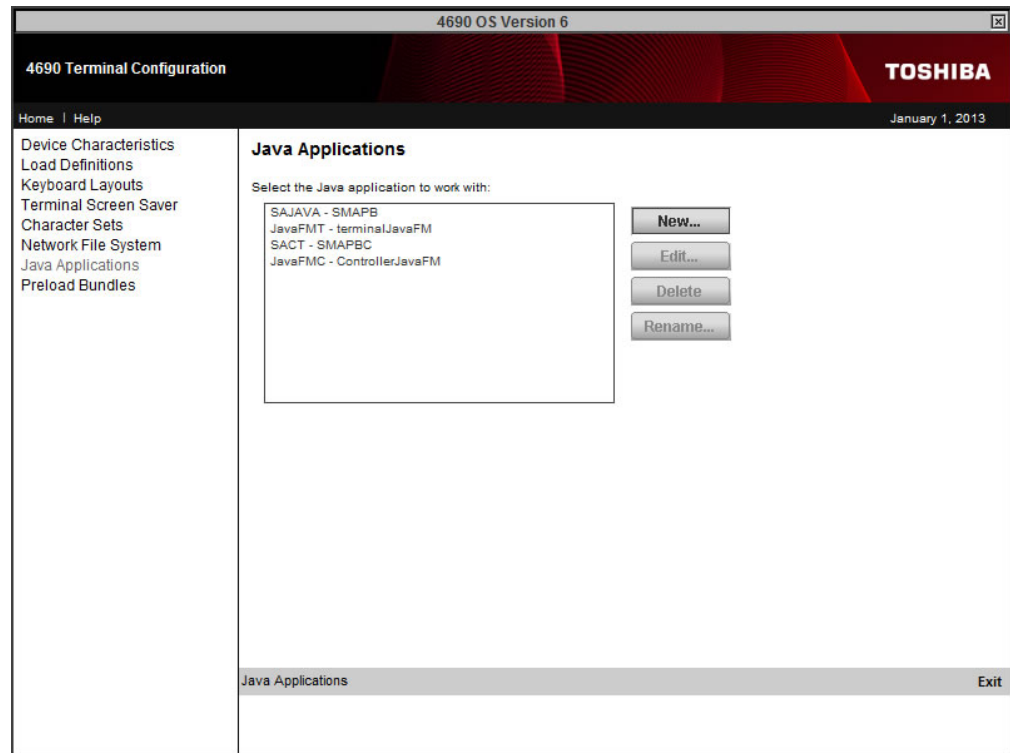 4690 OS Version 6
4690 Terminal Configuration
TOSHIBA
Home | Help
January 1, 2013
Device Characteristics
Load Definitions
Keyboard Layouts
Terminal Screen Saver
Character Sets
Network File System
Java Applications
Preload Bundles
Java Applications
Select the Java application to work with:
SAJAVA - SMAPB
JavaFMT - terminalJavaFM
SACT - SMAPBC
JavaFMC - ControllerJavaFM
New...
Edit...
Delete
Rename...
Java Applications
Exit